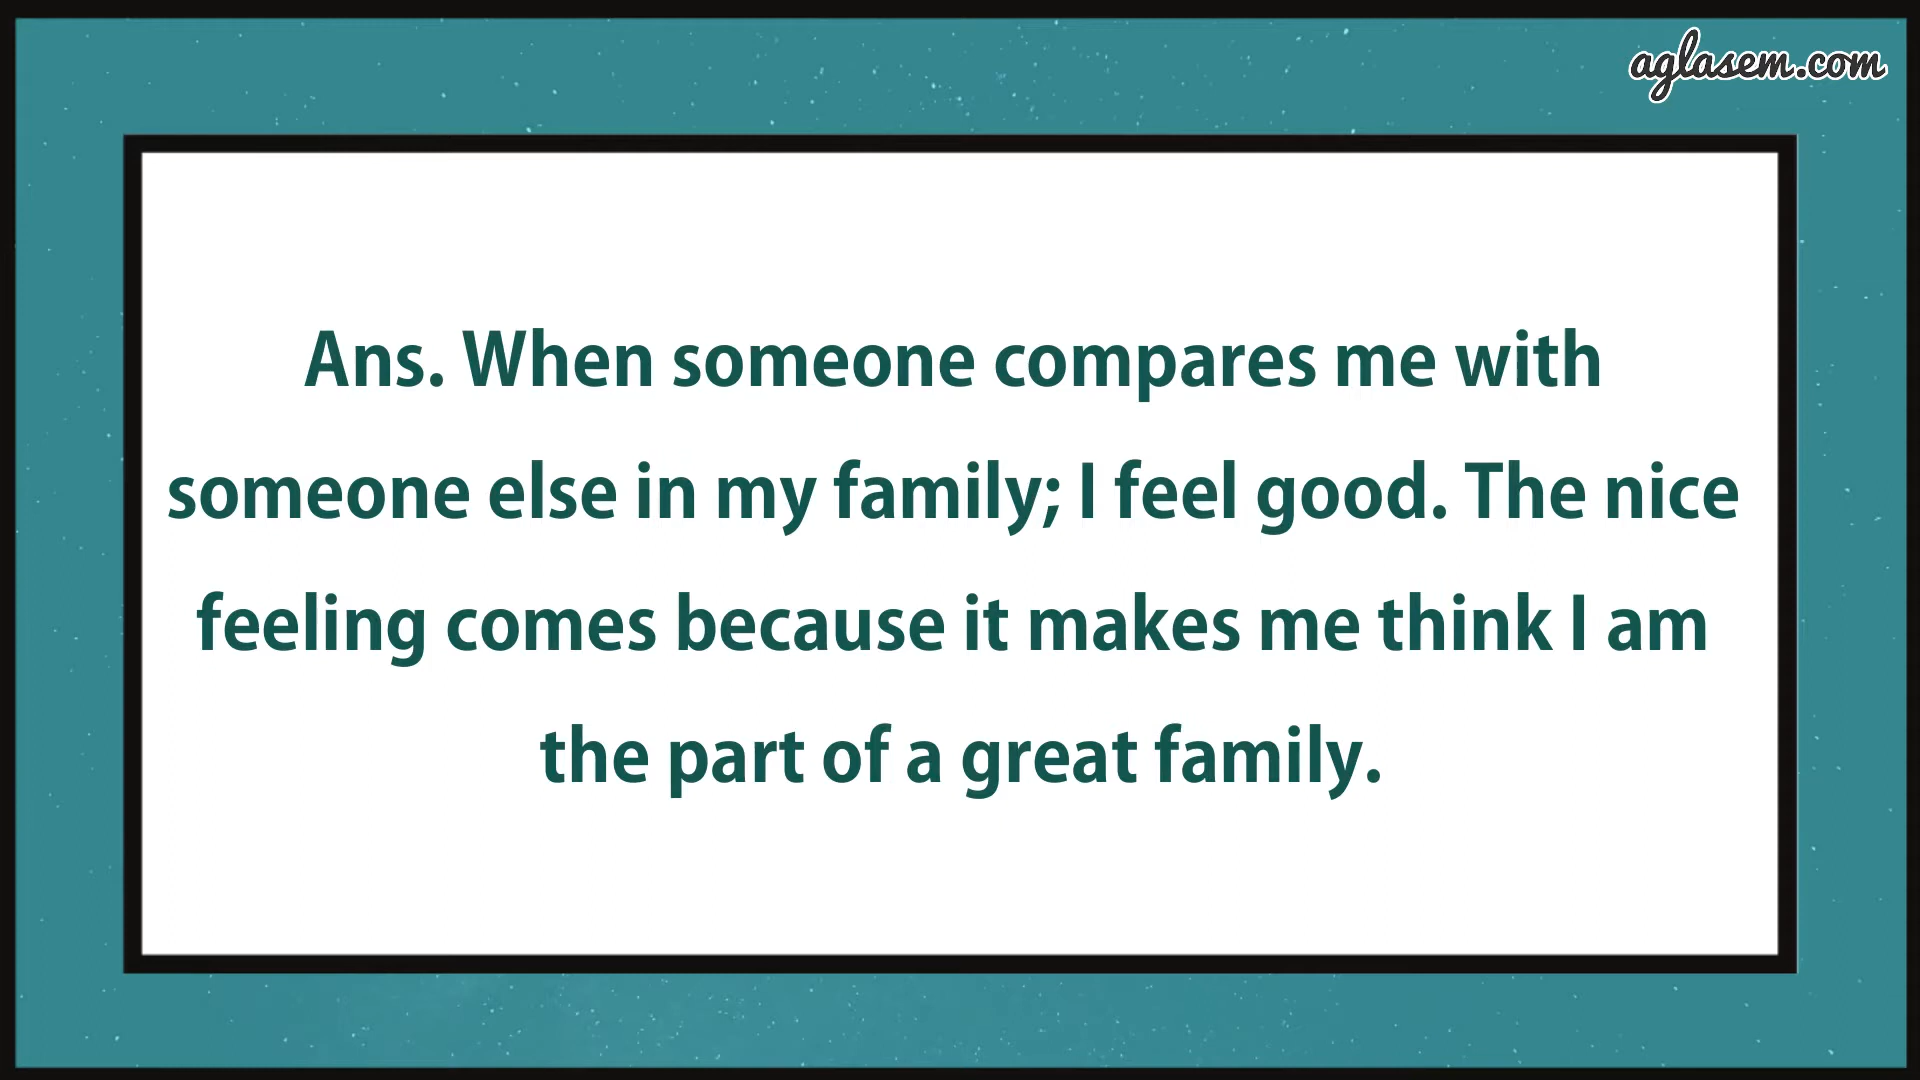 aglasem.com
Ans. When someone compares me with
someone else in my family; I feel good. The nice
feeling comes because it makes me think I am
the part of a great family.